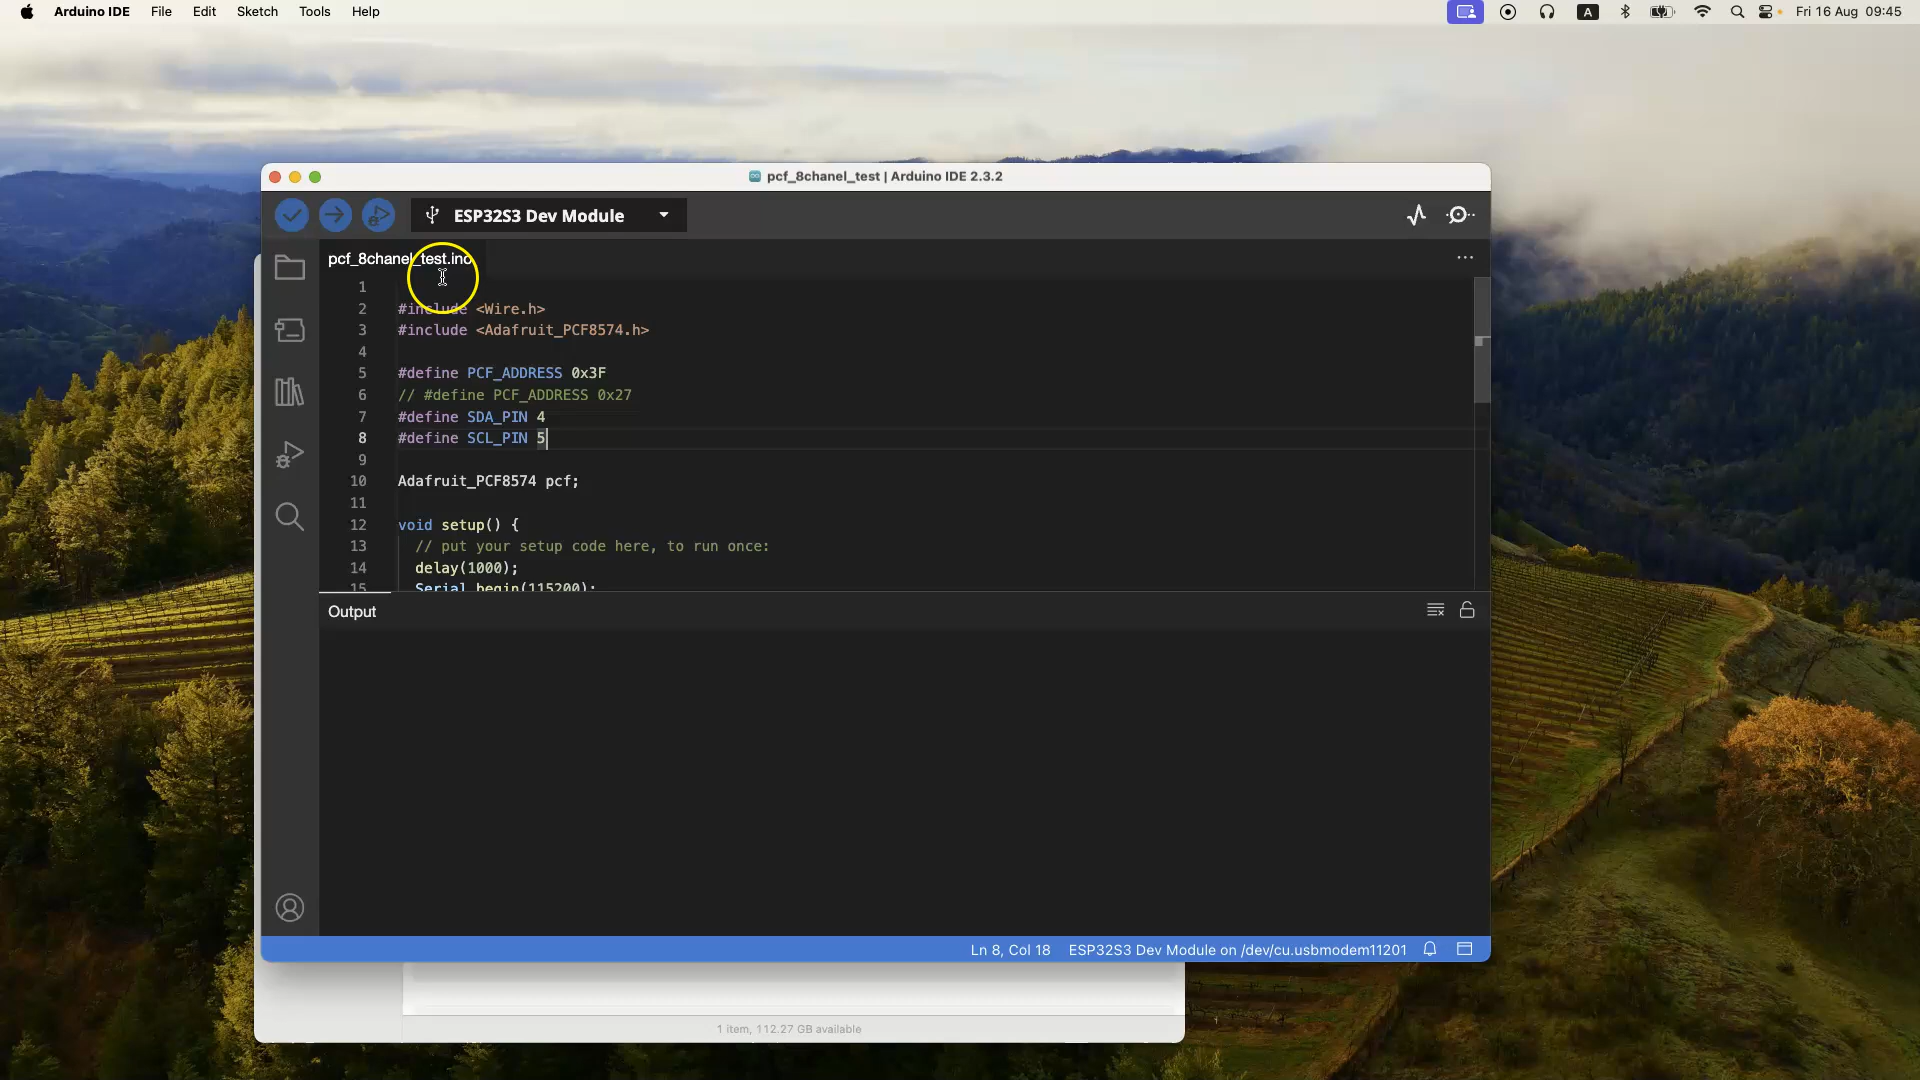 Arduino IDE File Edit Sketch Tools Help
A Fri 16 Aug 09:45
pcf_8chanel_test | Arduino IDE 2.3.2
ESP32S3 Dev Module
pcf_8chanel_test.ino
1
2 #include <Wire.h>
3 #include <Adafruit_PCF8574.h>
4
5 #define PCF_ADDRESS 0x3F
6 // #define PCF_ADDRESS 0x27
7 #define SDA_PIN 4
8 #define SCL_PIN 5
9
10 Adafruit_PCF8574 pcf;
11
12 void setup() {
13 // put your setup code here, to run once:
14 delay(1000);
15 Serial.begin(115200);
Output
Ln 8, Col 18 ESP32S3 Dev Module on /dev/cu.usbmodem11201
1 item, 112.27 GB available